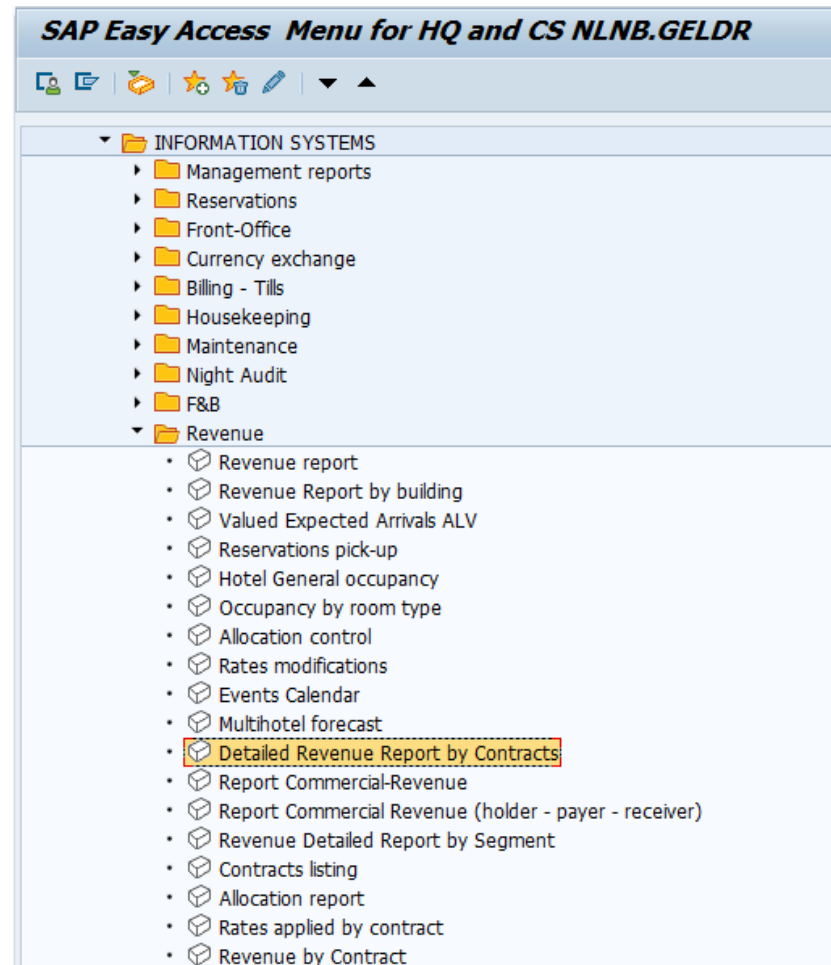 SAP Easy Access Menu for HQ and CS NLNB.GELDR
INFORMATION SYSTEMS
Management reports
Reservations
Front-Office
Currency exchange
Billing - Tills
Housekeeping
Maintenance
Night Audit
F&B
Revenue
Revenue report
Revenue Report by building
Valued Expected Arrivals ALV
Reservations pick-up
Hotel General occupancy
Occupancy by room type
Allocation control
Rates modifications
Events Calendar
Multihotel forecast
Detailed Revenue Report by Contracts
Report Commercial-Revenue
Report Commercial Revenue (holder - payer - receiver)
Revenue Detailed Report by Segment
Contracts listing
Allocation report
Rates applied by contract
Revenue by Contract